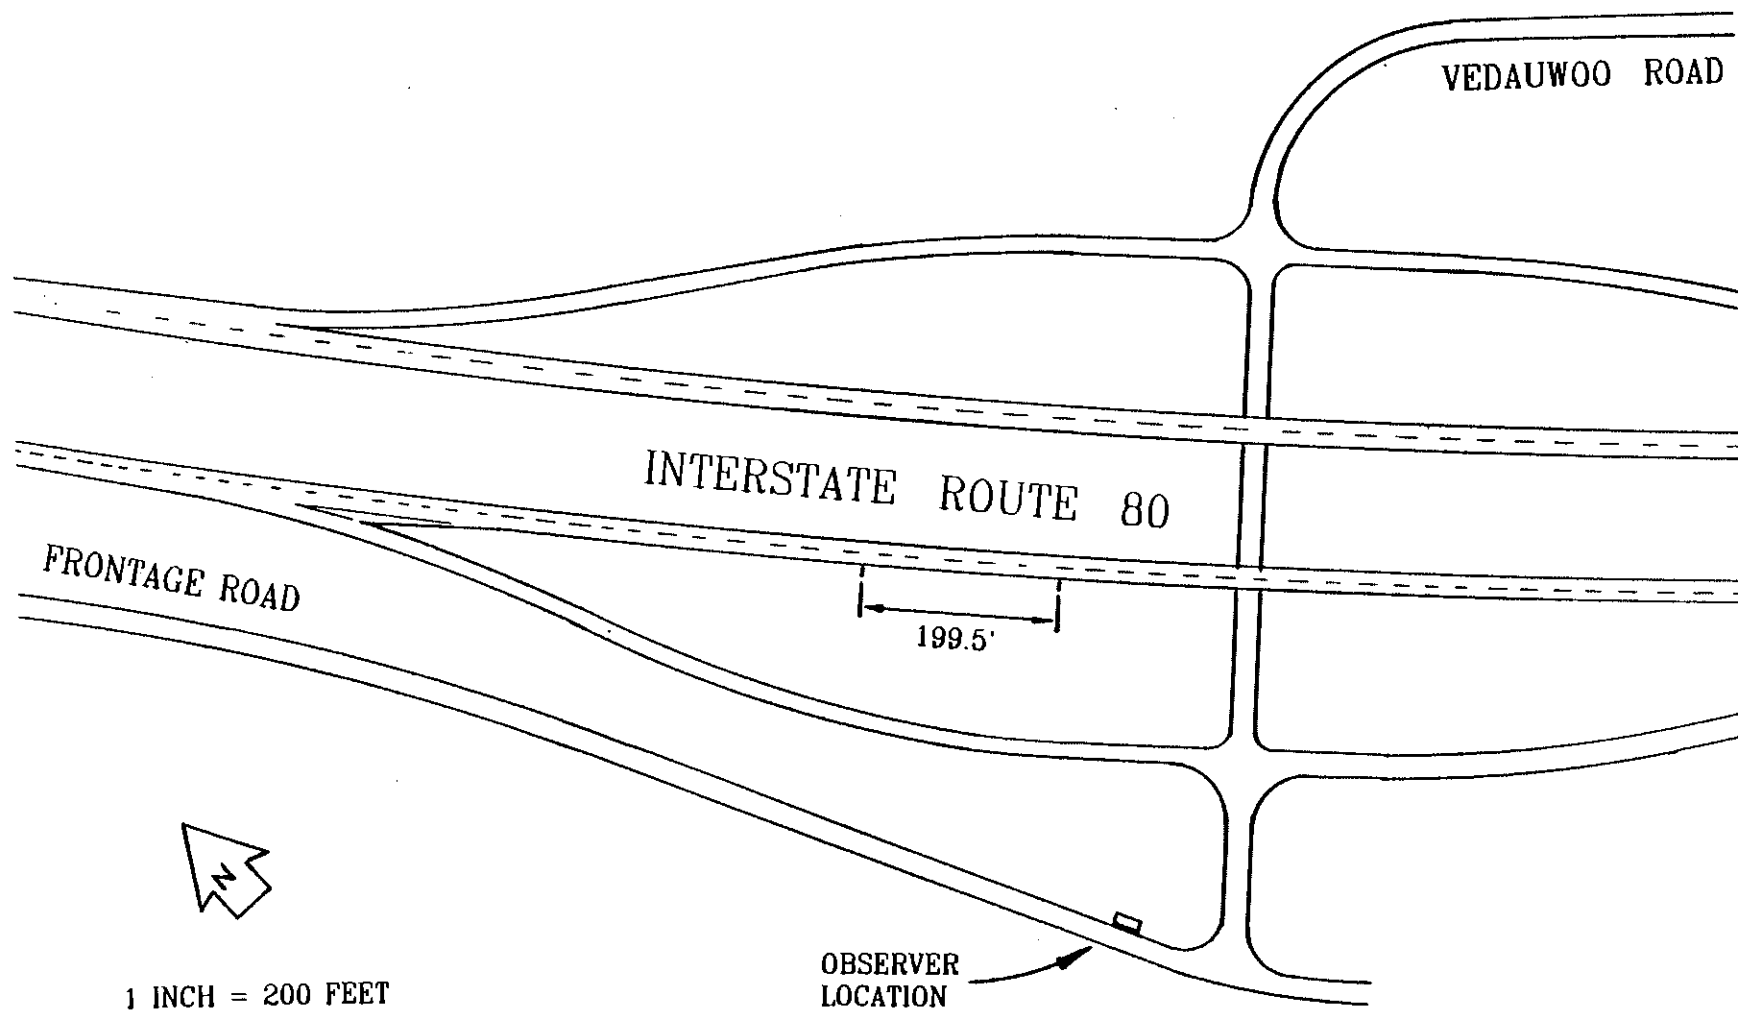 VEDAUWOO ROAD
INTERSTATE ROUTE 80
FRONTAGE ROAD
199.5'
N
OBSERVER
LOCATION
1 INCH = 200 FEET